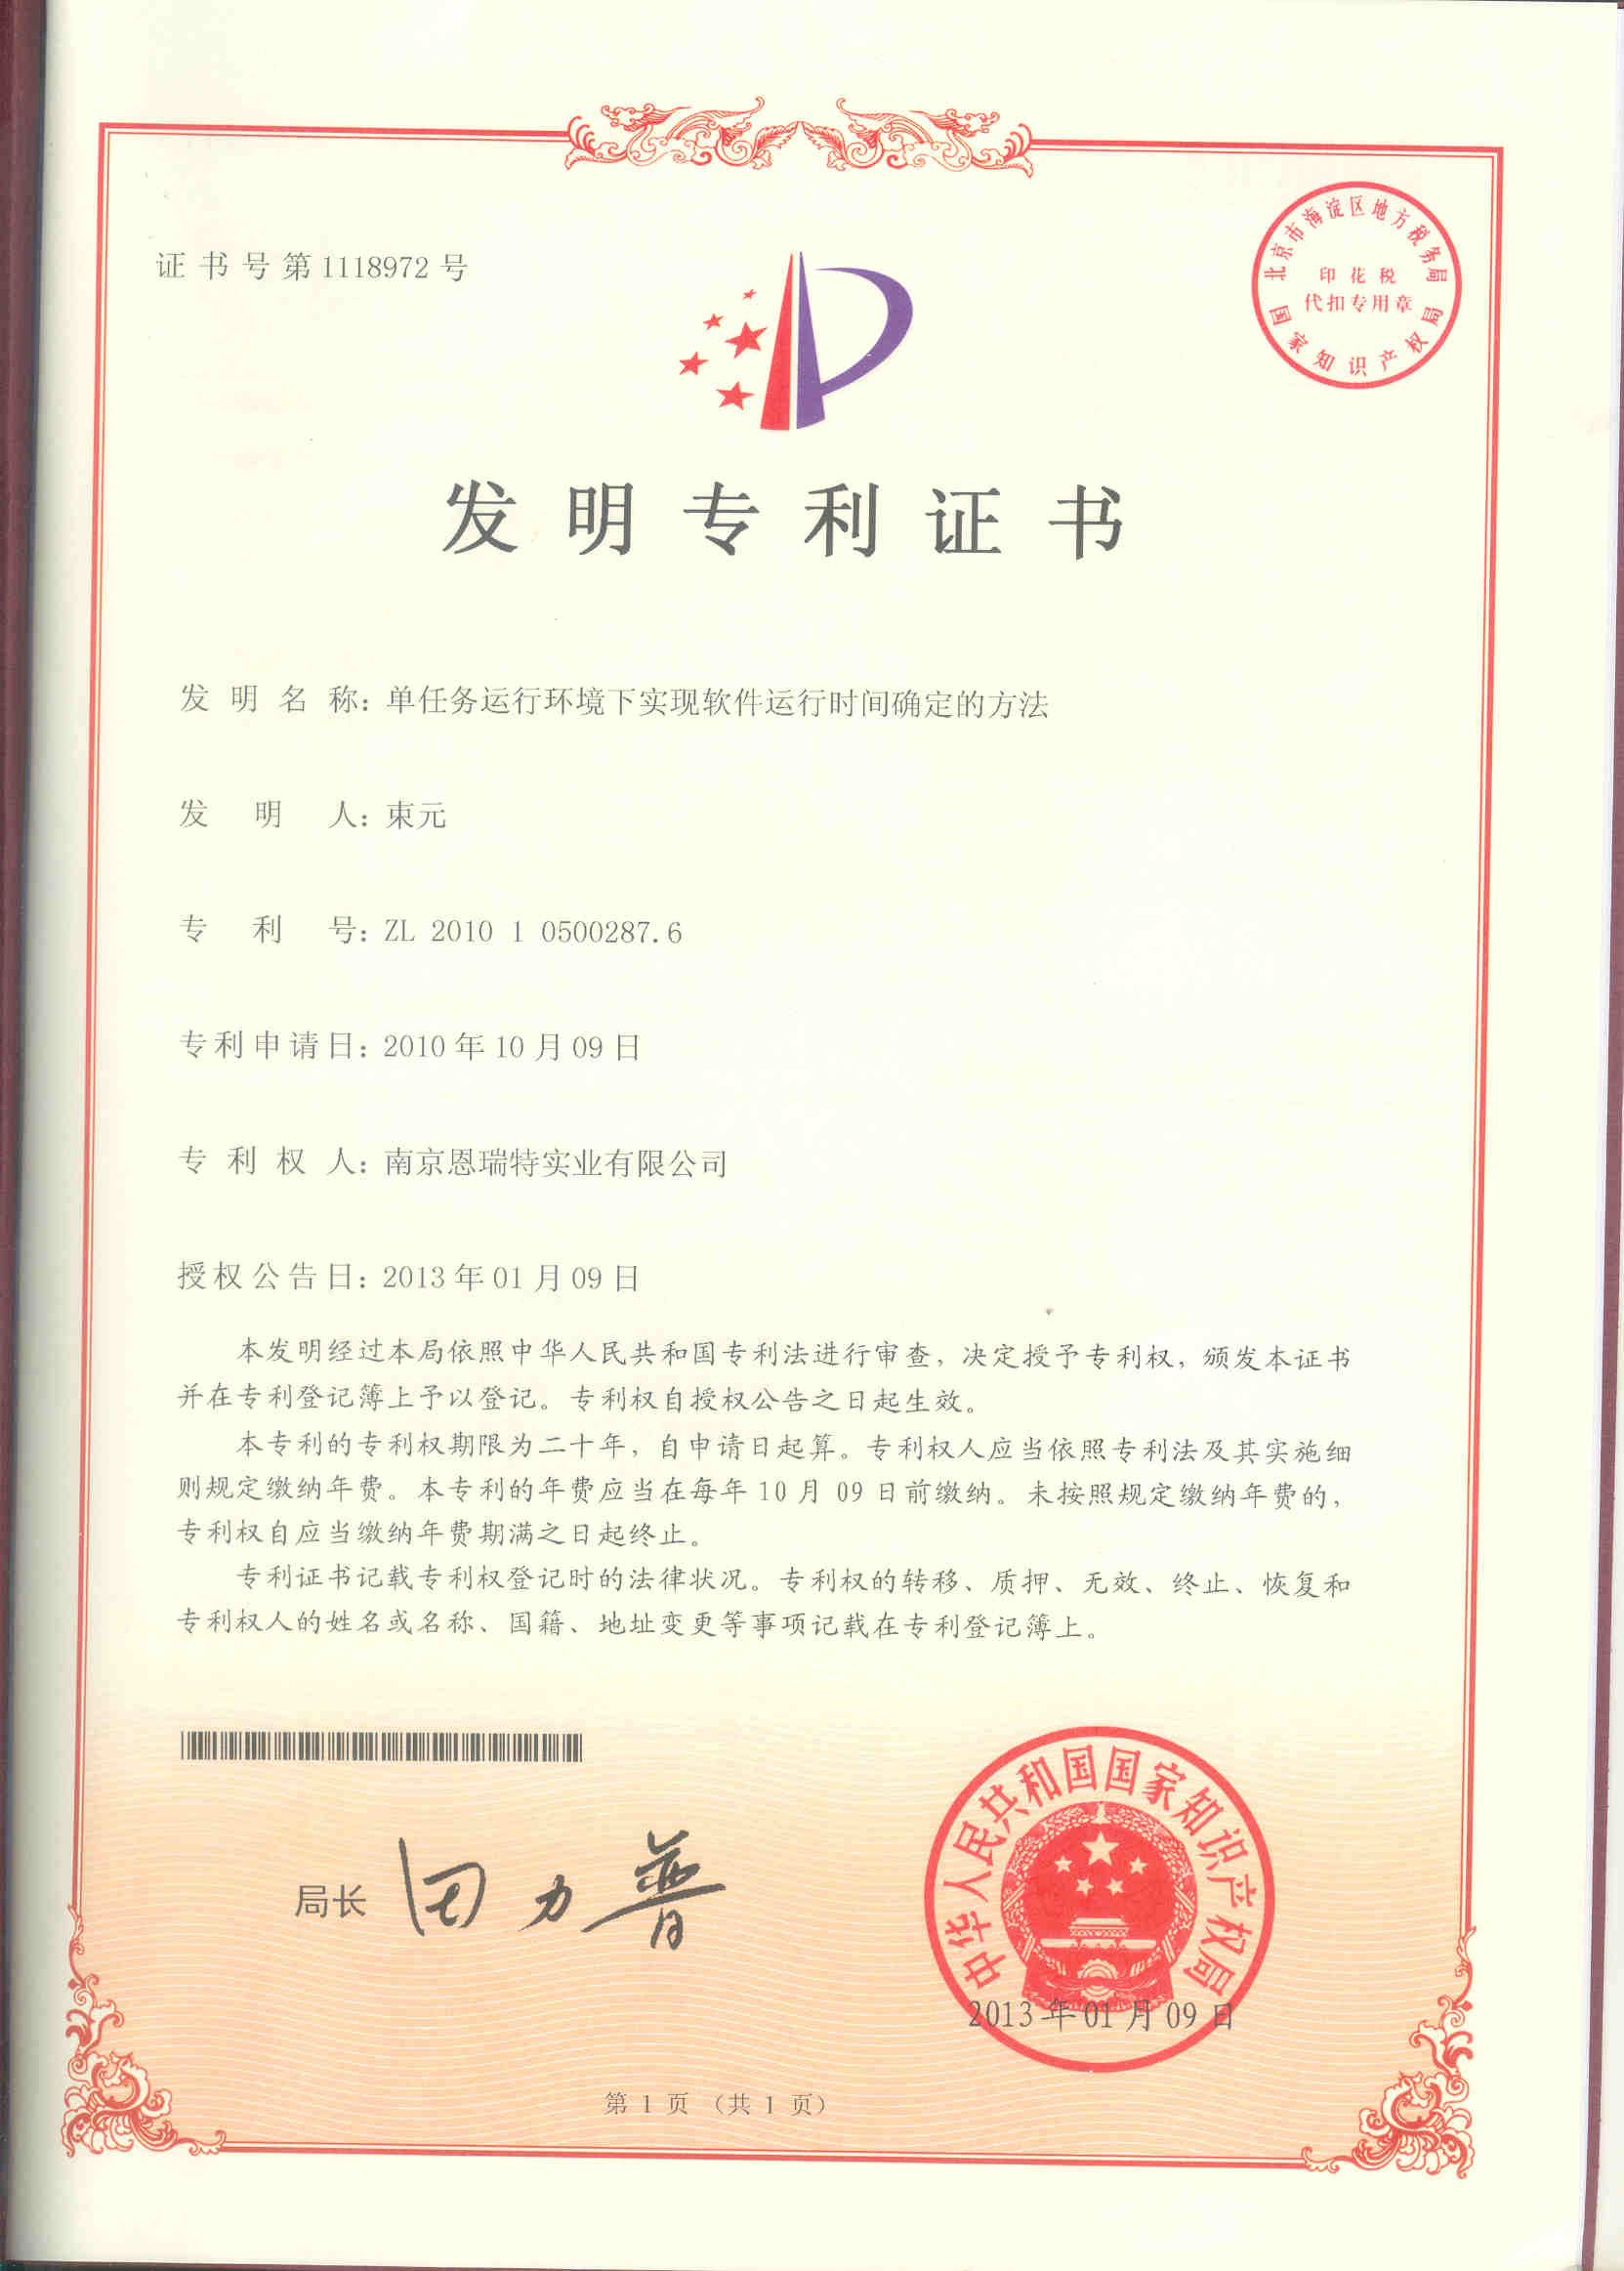 证书号第1118972号
北京市海淀区地方税务局
印花税
代扣专用章
国家知识产权局
发明专利证书
发明名称：单任务运行环境下实现软件运行时间确定的方法
发明人：束元
专利号：ZL 2010 1 0500287.6
专利申请日：2010年10月09日
专利权人：南京恩瑞特实业有限公司
授权公告日：2013年01月09日
本发明经过本局依照中华人民共和国专利法进行审查，决定授予专利权，颁发本证书
并在专利登记簿上予以登记。专利权自授权公告之日起生效。
本专利的专利权期限为二十年，自申请日起算。专利权人应当依照专利法及其实施细
则规定缴纳年费。本专利的年费应当在每年10月09日前缴纳。未按照规定缴纳年费的，
专利权自应当缴纳年费期满之日起终止。
专利证书记载专利权登记时的法律状况。专利权的转移、质押、无效、终止、恢复和
专利权人的姓名或名称、国籍、地址变更等事项记载在专利登记簿上。
局长 田力普
中华人民共和国国家知识产权局
2013年01月09日
第1页（共1页）